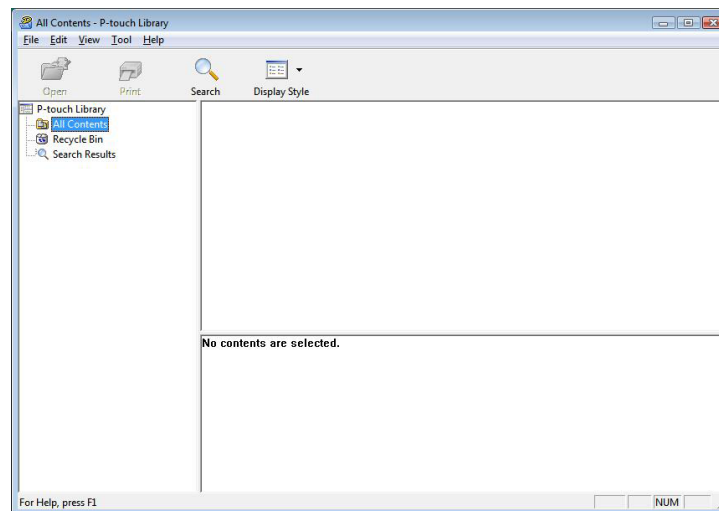 All Contents - P-touch Library
File Edit View Tool Help
Open Print Search Display Style
P-touch Library
All Contents
Recycle Bin
Search Results
No contents are selected.
For Help, press F1 NUM